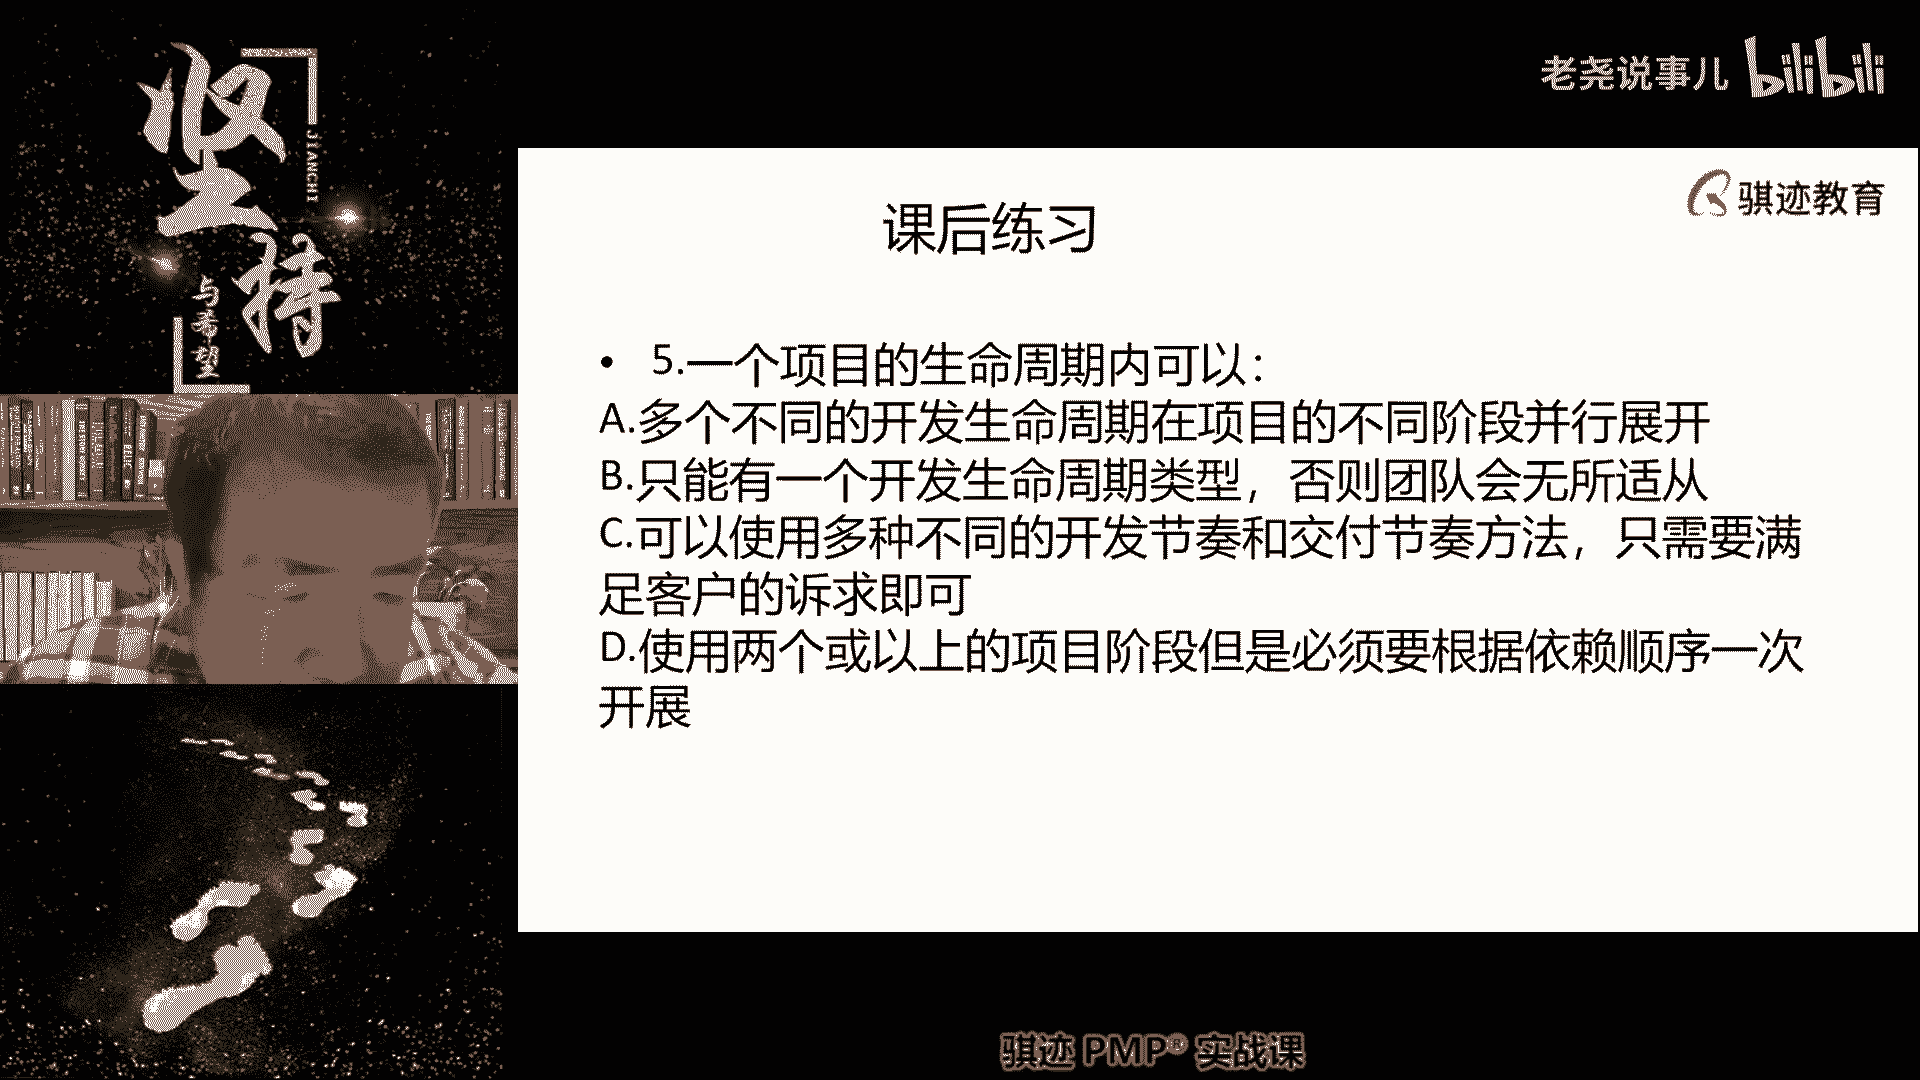 坚持
JIANCHI
与希望
老尧说事儿 bilibili
骐迹教育
课后练习
• 5.一个项目的生命周期内可以：
A.多个不同的开发生命周期在项目的不同阶段并行展开
B.只能有一个开发生命周期类型，否则团队会无所适从
C.可以使用多种不同的开发节奏和交付节奏方法，只需要满
足客户的诉求即可
D.使用两个或以上的项目阶段但是必须要根据依赖顺序一次
开展
骐迹 PMP® 实战课